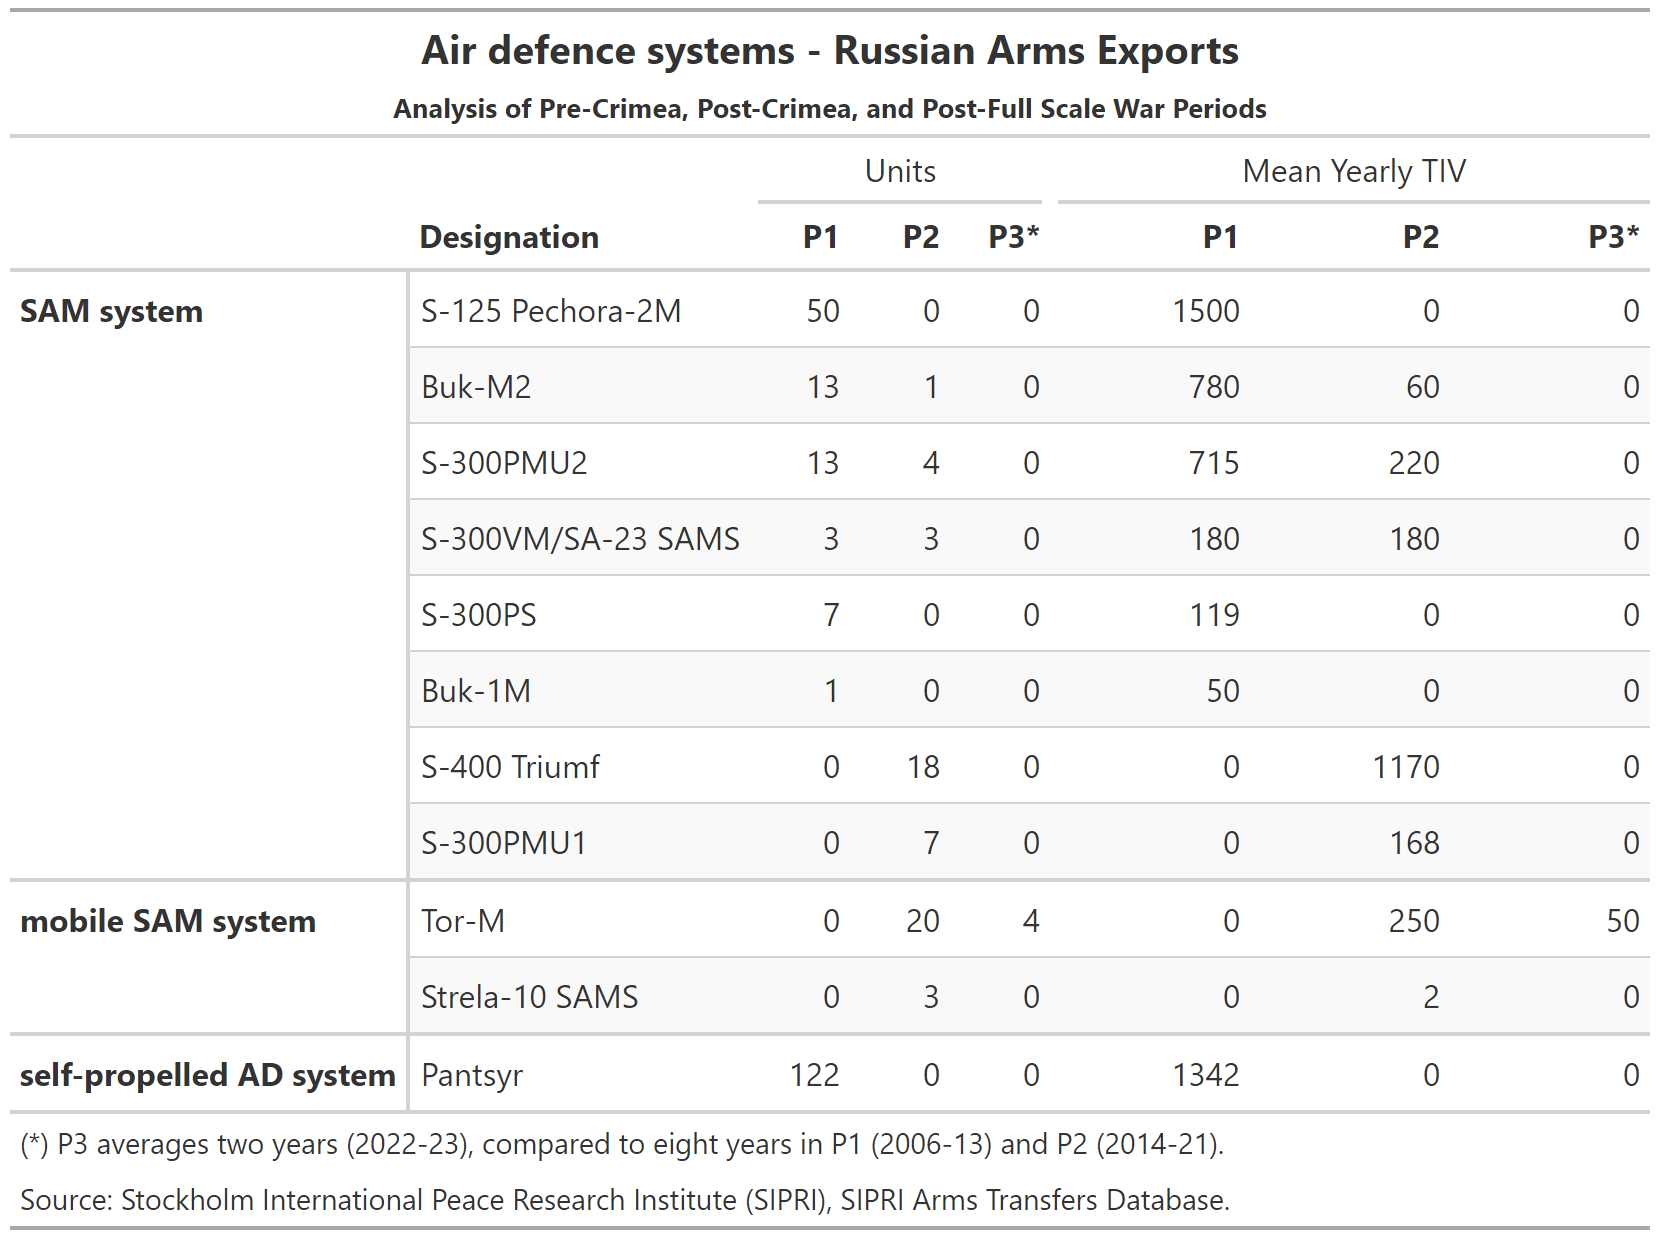 Air defence systems - Russian Arms Exports
Analysis of Pre-Crimea, Post-Crimea, and Post-Full Scale War Periods
Units Mean Yearly TIV
Designation P1 P2 P3* P1 P2 P3*
SAM system S-125 Pechora-2M 50 0 0 1500 0 0
Buk-M2 13 1 0 780 60 0
S-300PMU2 13 4 0 715 220 0
S-300VM/SA-23 SAMS 3 3 0 180 180 0
S-300PS 7 0 0 119 0 0
Buk-1M 1 0 0 50 0 0
S-400 Triumf 0 18 0 0 1170 0
S-300PMU1 0 7 0 0 168 0
mobile SAM system Tor-M 0 20 4 0 250 50
Strela-10 SAMS 0 3 0 0 2 0
self-propelled AD system Pantsyr 122 0 0 1342 0 0
(*) P3 averages two years (2022-23), compared to eight years in P1 (2006-13) and P2 (2014-21).
Source: Stockholm International Peace Research Institute (SIPRI), SIPRI Arms Transfers Database.